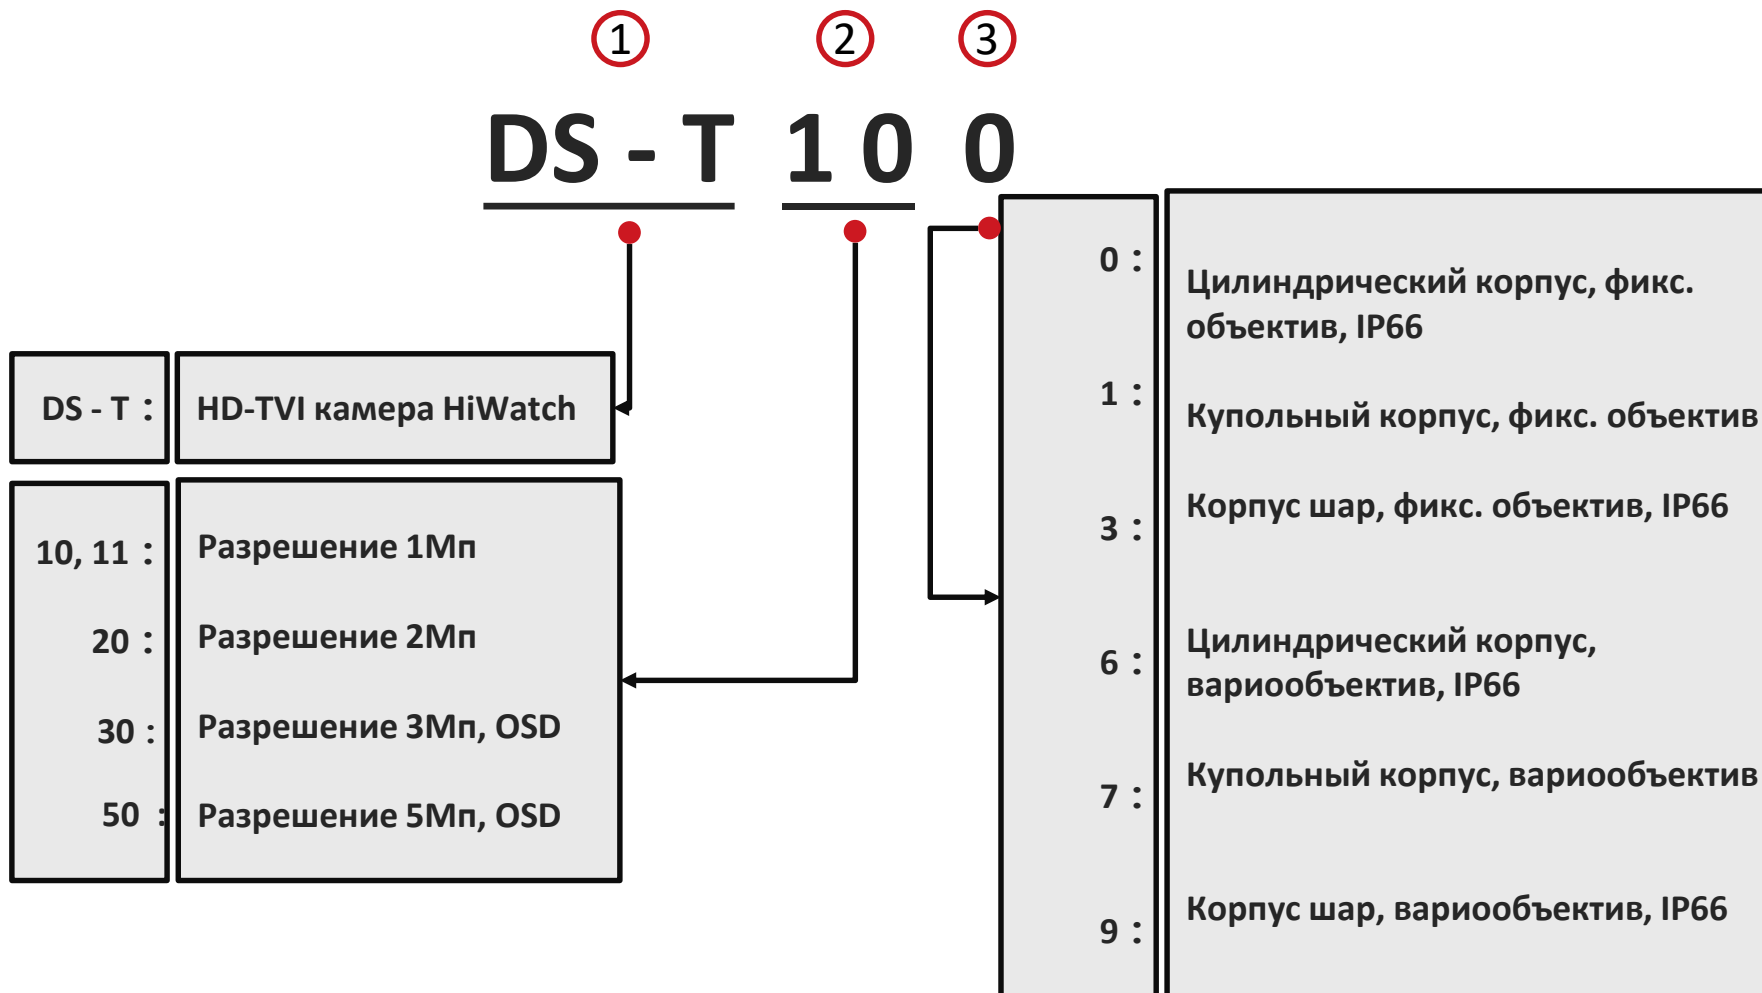 1 2 3
DS - T 1 0 0
DS - T : HD-TVI камера HiWatch
10, 11 : Разрешение 1Мп
20 : Разрешение 2Мп
30 : Разрешение 3Мп, OSD
50 : Разрешение 5Мп, OSD
0 : Цилиндрический корпус, фикс.
объектив, IP66
1 : Купольный корпус, фикс. объектив
3 : Корпус шар, фикс. объектив, IP66
6 : Цилиндрический корпус,
вариообъектив, IP66
7 : Купольный корпус, вариообъектив
9 : Корпус шар, вариообъектив, IP66